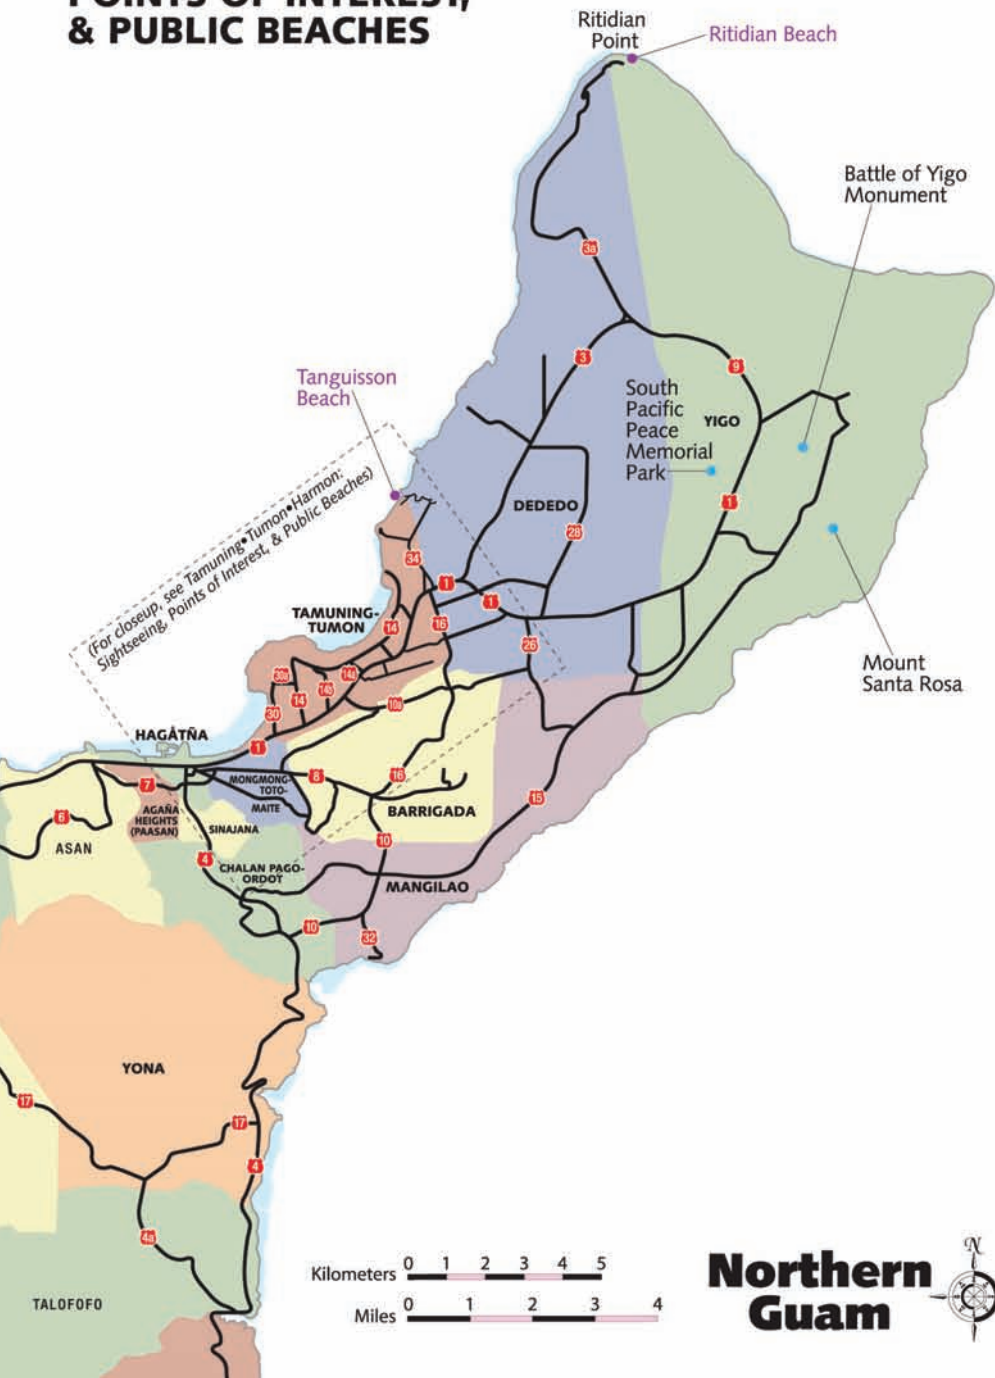 POINTS OF INTEREST,
& PUBLIC BEACHES
Ritidian
Point
Ritidian Beach
Battle of Yigo
Monument
3a
3
9
Tanguisson
Beach
South
Pacific
Peace
Memorial
Park
YIGO
(For closeup, see Tamuning•Tumon•Harmon:
Sightseeing, Points of Interest, & Public Beaches)
DEDEDO
1
28
34
1
1
TAMUNING-
TUMON
14
16
26
Mount
Santa Rosa
30a
14a
14b
14
10a
30
HAGÅTÑA
1
7
MONGMONG-
TOTO-
MAITE
8
16
15
6
AGAÑA
HEIGHTS
(PAASAN)
SINAJANA
BARRIGADA
ASAN
10
4
CHALAN PAGO-
ORDOT
MANGILAO
10
32
YONA
17
17
4
4a
TALOFOFO
Kilometers 0 1 2 3 4 5
Miles 0 1 2 3 4
N
Northern
Guam